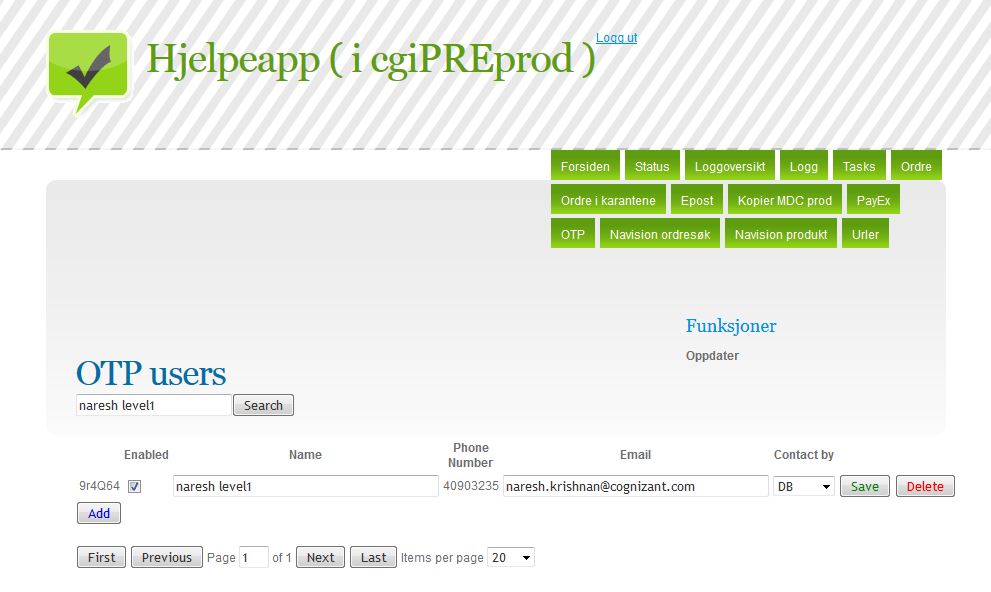 Hjelpeapp ( i cgiPREprod )
Logg ut
Forsiden Status Loggoversikt Logg Tasks Ordre
Ordre i karantene Epost Kopier MDC prod PayEx
OTP Navision ordresøk Navision produkt Urler
Funksjoner
Oppdater
OTP users
naresh level1 Search
Enabled Name Phone Number Email Contact by
9r4Q64 naresh level1 40903235 naresh.krishnan@cognizant.com DB Save Delete
Add
First Previous Page 1 of 1 Next Last Items per page 20